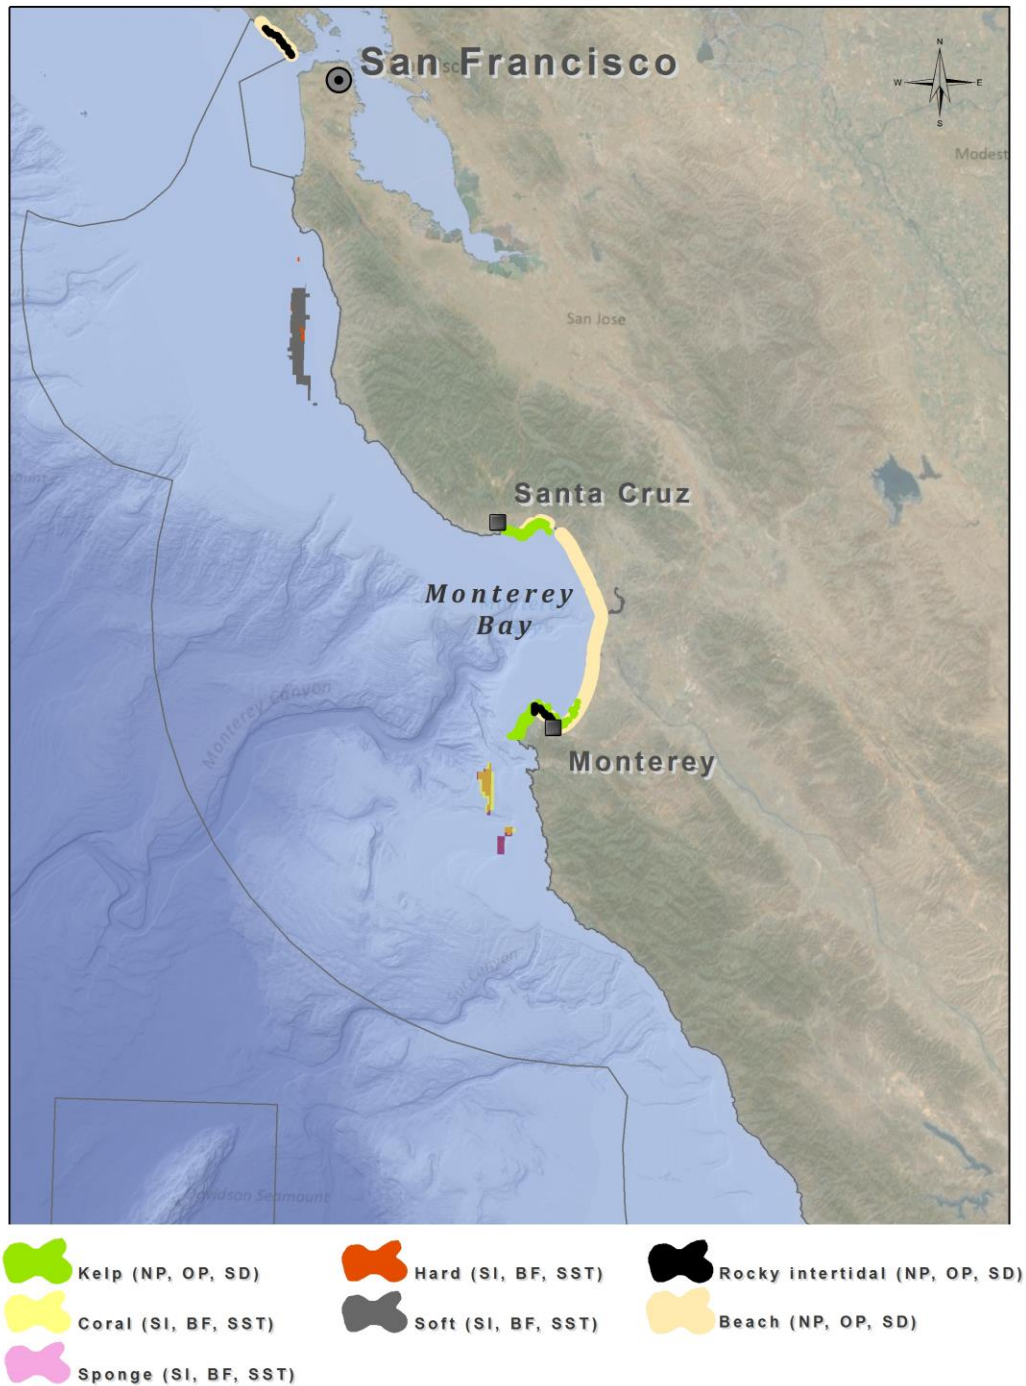 San Francisco
N
W
E
S
Modest
San Jose
Santa Cruz
Monterey
Bay
Monterey Canyon
Monterey
Sur Canyon
Davidson Seamount
Kelp (NP, OP, SD)
Hard (SI, BF, SST)
Rocky intertidal (NP, OP, SD)
Coral (SI, BF, SST)
Soft (SI, BF, SST)
Beach (NP, OP, SD)
Sponge (SI, BF, SST)